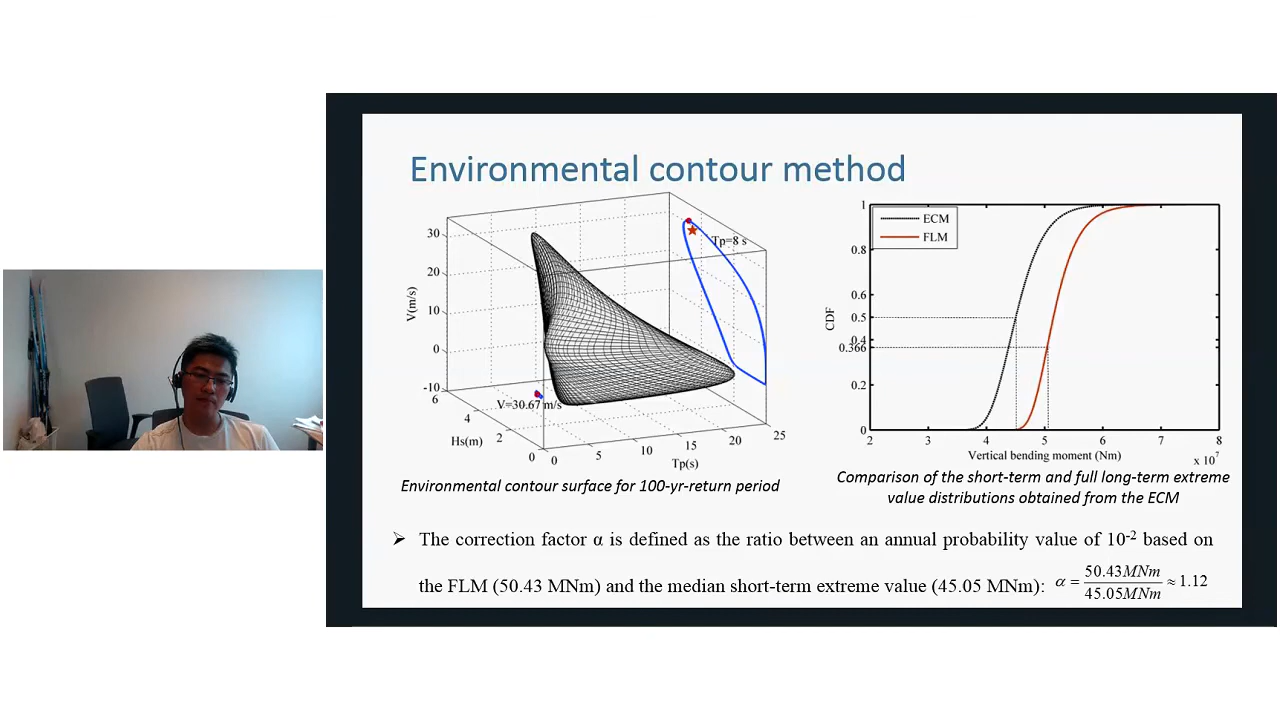 Environmental contour method
30
20
10
0
-10
V(m/s)
6
4
2
0
Hs(m)
0
5
10
15
20
25
Tp(s)
Tp=8 s
V=30.67 m/s
Environmental contour surface for 100-yr-return period
ECM
FLM
1
0.8
0.6
0.5
0.4
0.366
0.2
0
CDF
2
3
4
5
6
7
8
Vertical bending moment (Nm)
x 10^7
Comparison of the short-term and full long-term extreme
value distributions obtained from the ECM
➢ The correction factor α is defined as the ratio between an annual probability value of 10^-2 based on
the FLM (50.43 MNm) and the median short-term extreme value (45.05 MNm): α = 50.43MNm / 45.05MNm ≈ 1.12